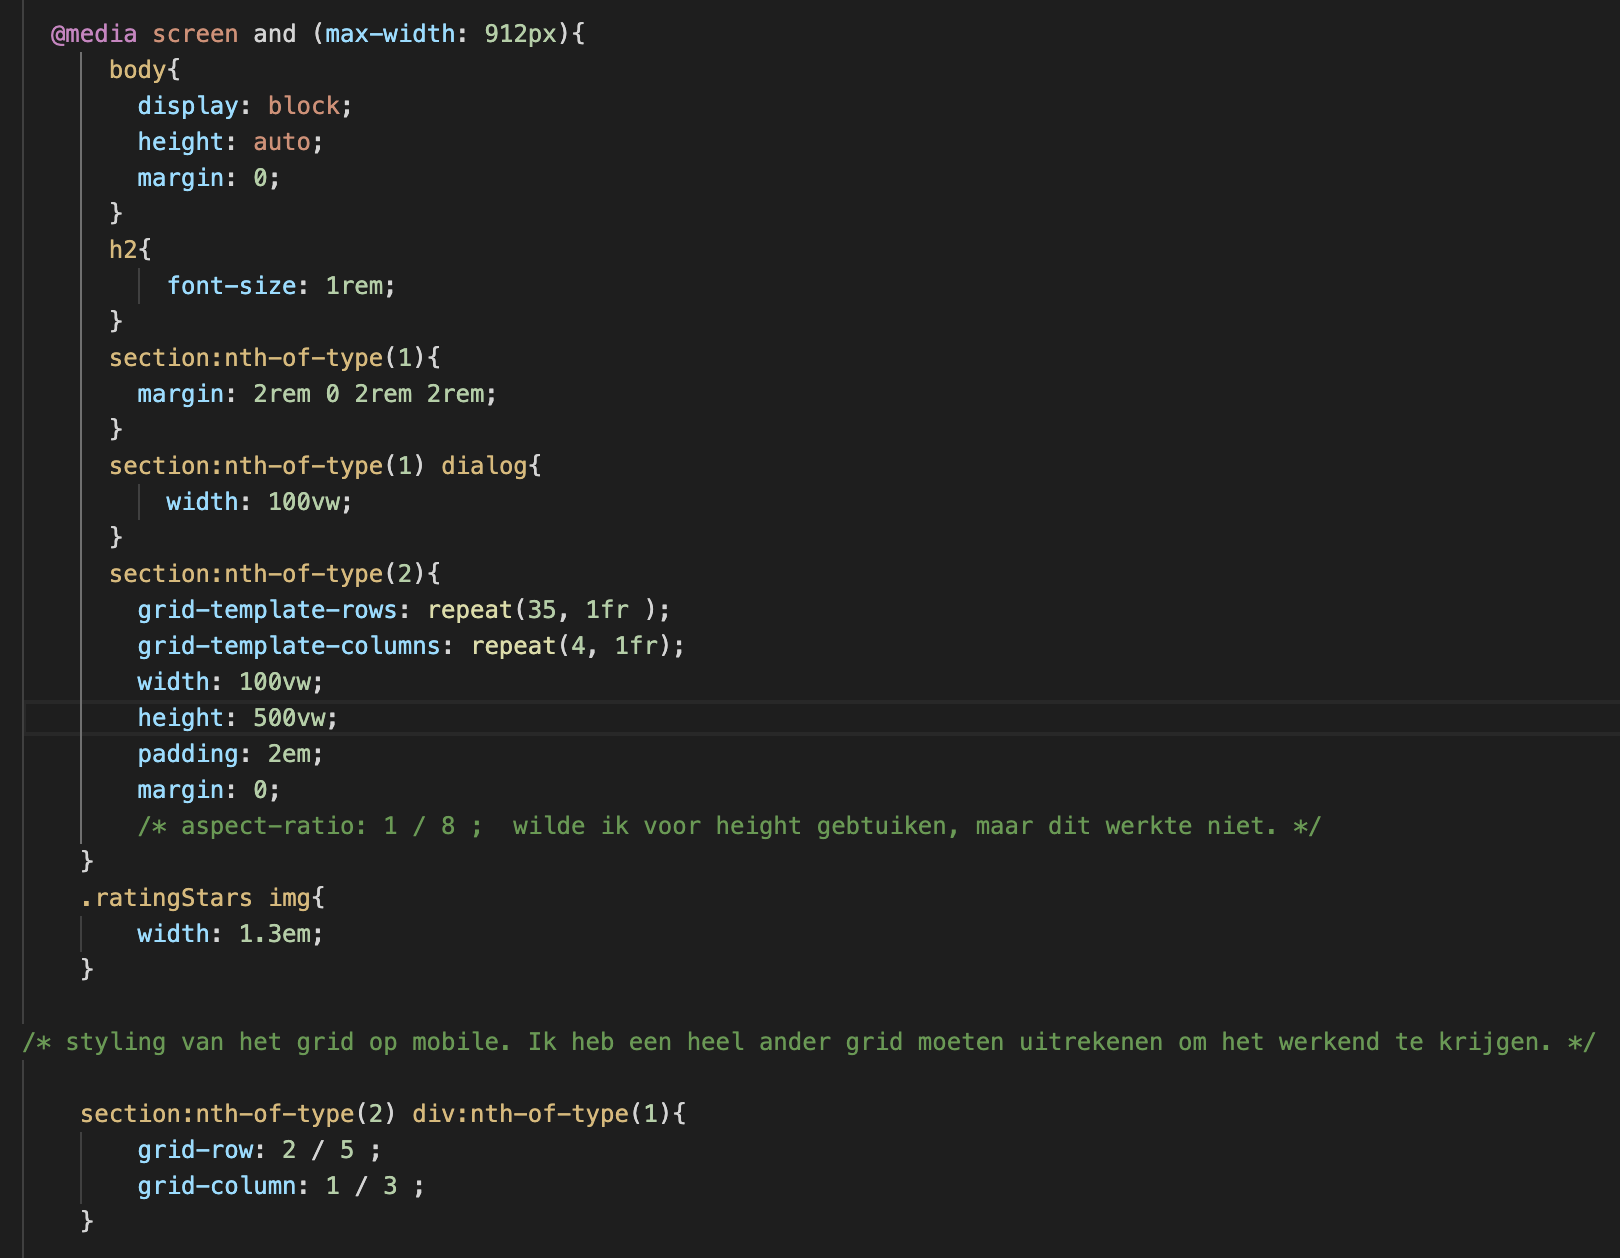 @media screen and (max-width: 912px){
body{
display: block;
height: auto;
margin: 0;
}
h2{
font-size: 1rem;
}
section:nth-of-type(1){
margin: 2rem 0 2rem 2rem;
}
section:nth-of-type(1) dialog{
width: 100vw;
}
section:nth-of-type(2){
grid-template-rows: repeat(35, 1fr );
grid-template-columns: repeat(4, 1fr);
width: 100vw;
height: 500vw;
padding: 2em;
margin: 0;
/* aspect-ratio: 1 / 8 ;  wilde ik voor height gebtuiken, maar dit werkte niet. */
}
.ratingStars img{
width: 1.3em;
}
/* styling van het grid op mobile. Ik heb een heel ander grid moeten uitrekenen om het werkend te krijgen. */
section:nth-of-type(2) div:nth-of-type(1){
grid-row: 2 / 5 ;
grid-column: 1 / 3 ;
}